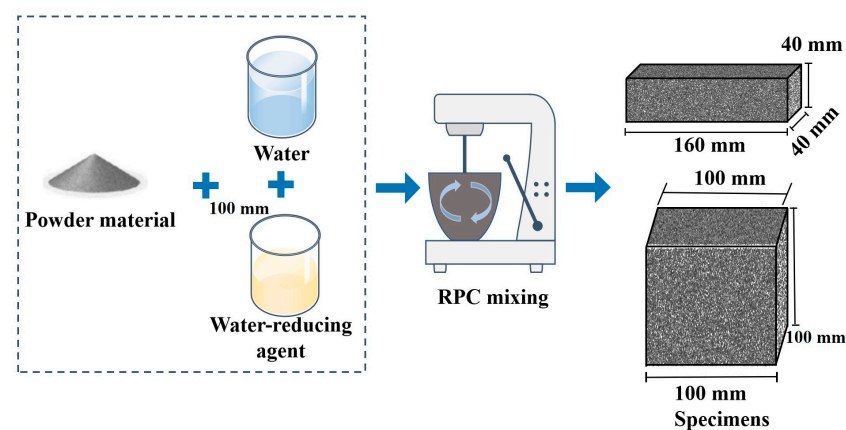 Powder material
Water
100 mm
Water-reducing
agent
RPC mixing
40 mm
160 mm
40 mm
100 mm
100 mm
100 mm
Specimens